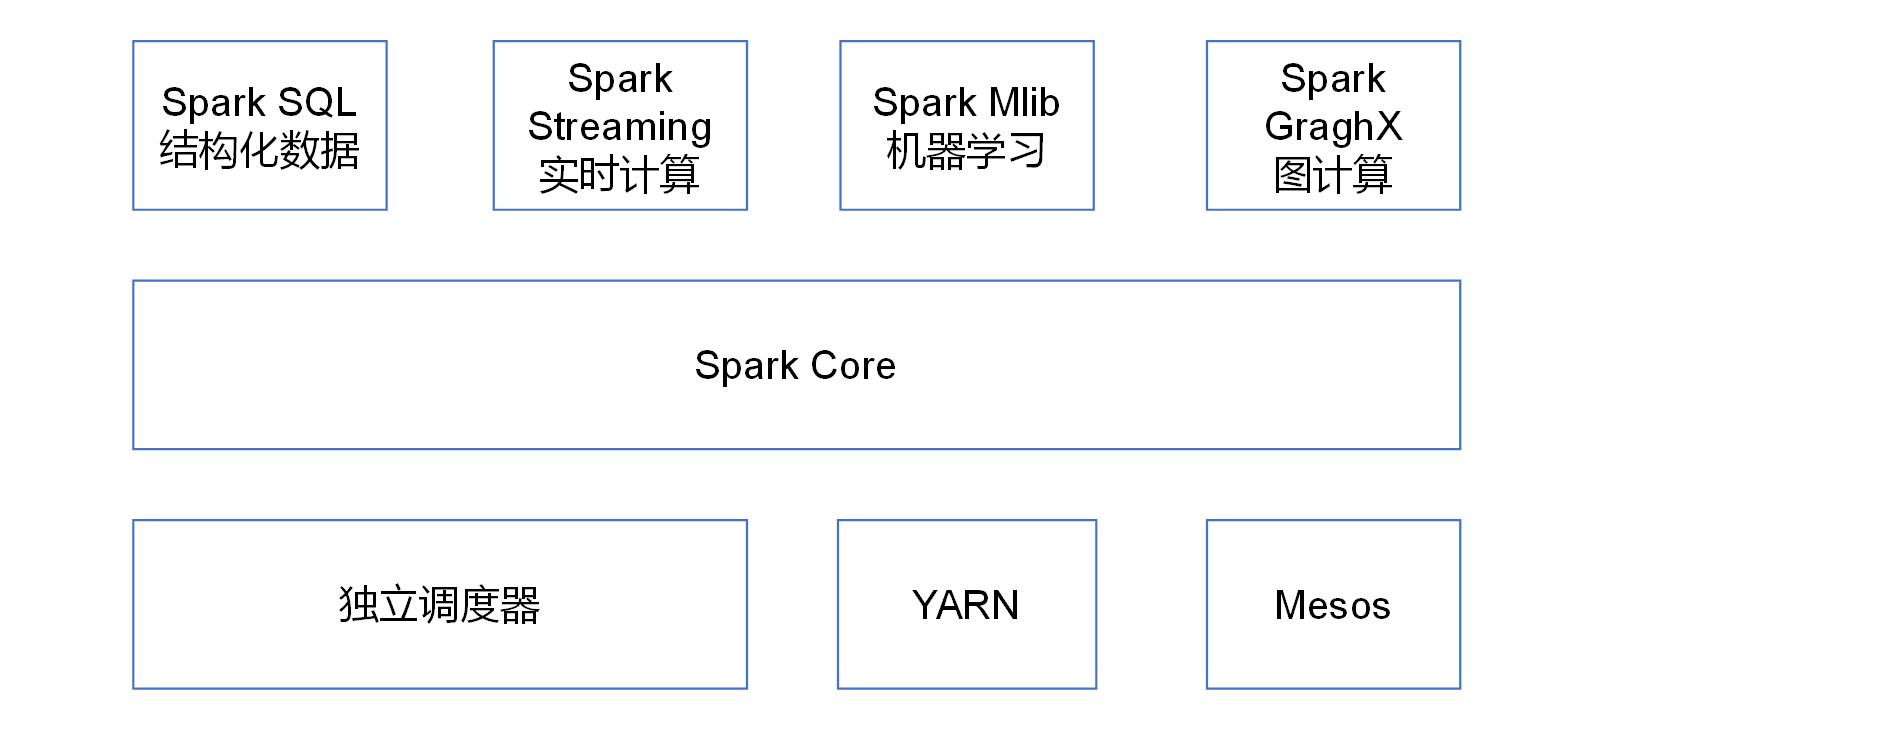 Spark SQL
结构化数据
Spark
Streaming
实时计算
Spark Mlib
机器学习
Spark
GraghX
图计算
Spark Core
独立调度器
YARN
Mesos